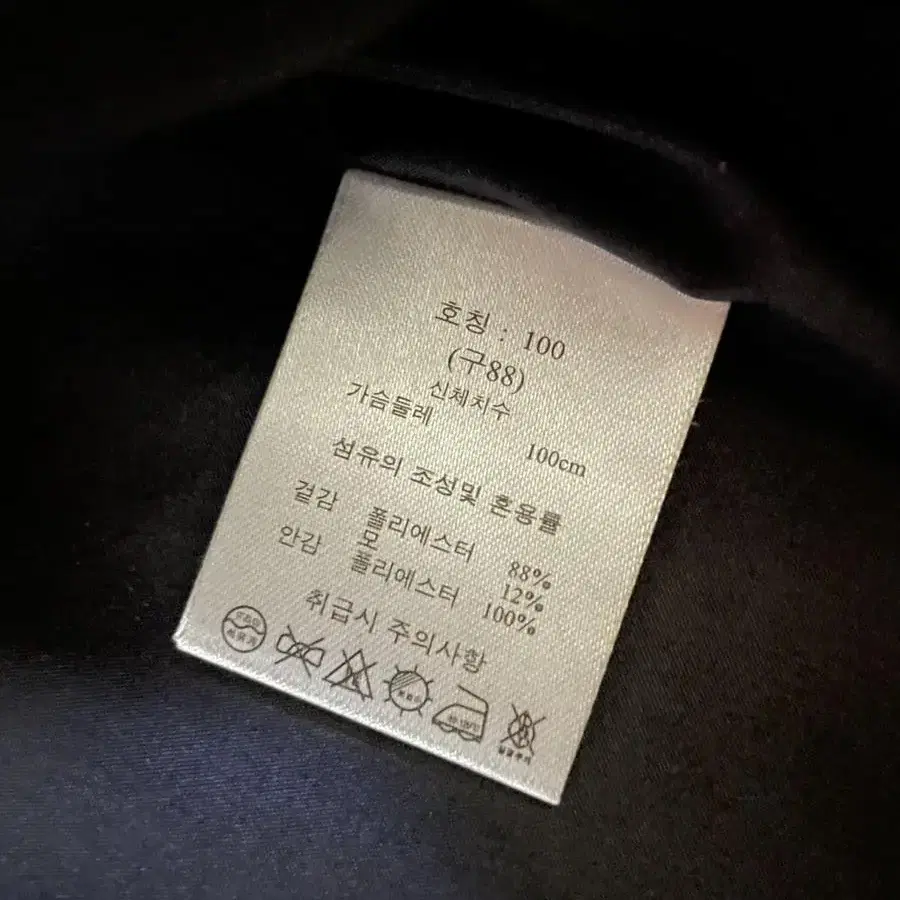 호칭 : 100
(구88)
신체치수
가슴둘레 100cm
섬유의 조성및 혼용률
겉감 폴리에스터 88%
모 12%
안감 폴리에스터 100%
취급시 주의사항